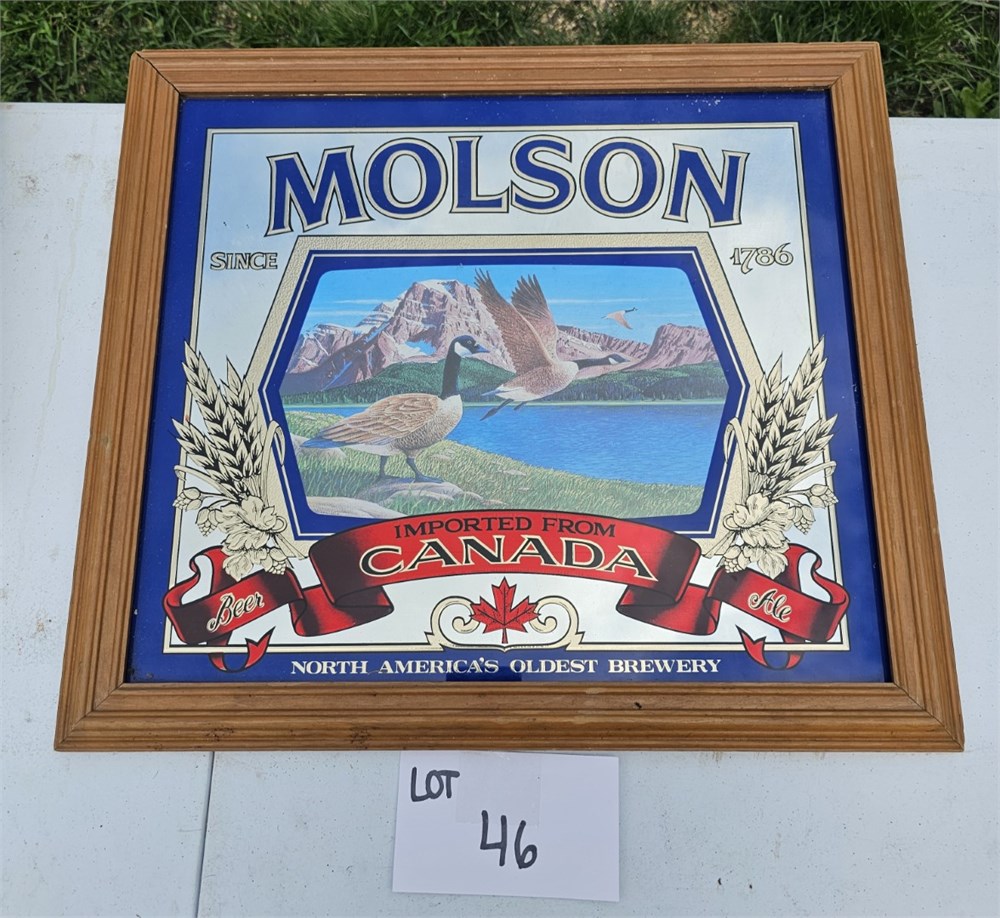 MOLSON
SINCE 1786
IMPORTED FROM
CANADA
Beer Ale
NORTH AMERICA'S OLDEST BREWERY
LOT
46